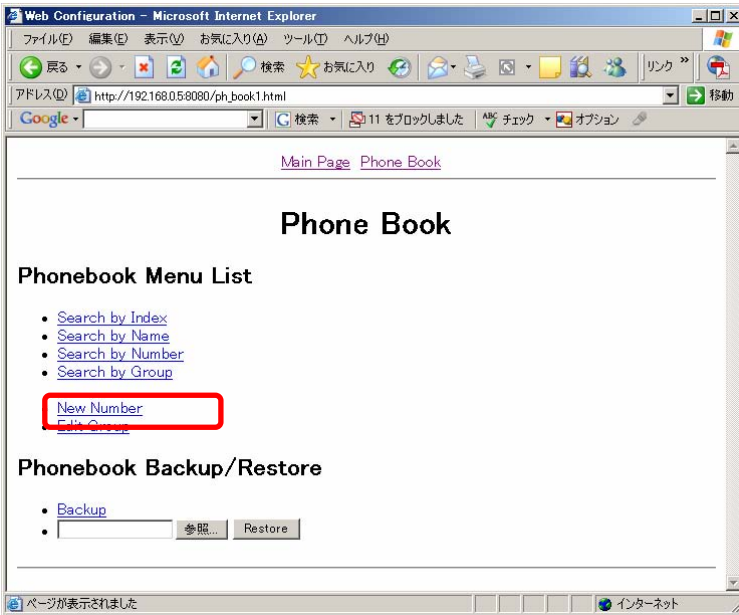 Web Configuration - Microsoft Internet Explorer
ファイル(F) 編集(E) 表示(V) お気に入り(A) ツール(T) ヘルプ(H)
戻る 検索 お気に入り リンク »
アドレス(D) http://192.168.0.5:8080/ph_book1.html 移動
Google 検索 11 をブロックしました ABC チェック オプション
Main Page Phone Book
Phone Book
Phonebook Menu List
Search by Index
Search by Name
Search by Number
Search by Group
New Number
Edit Group
Phonebook Backup/Restore
Backup
参照... Restore
ページが表示されました インターネット